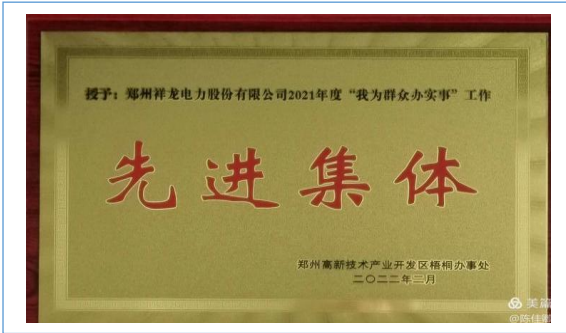 授予：郑州祥龙电力股份有限公司2021年度“我为群众办实事”工作
先进集体
郑州高新技术产业开发区梧桐办事处
二〇二二年二月
美篇